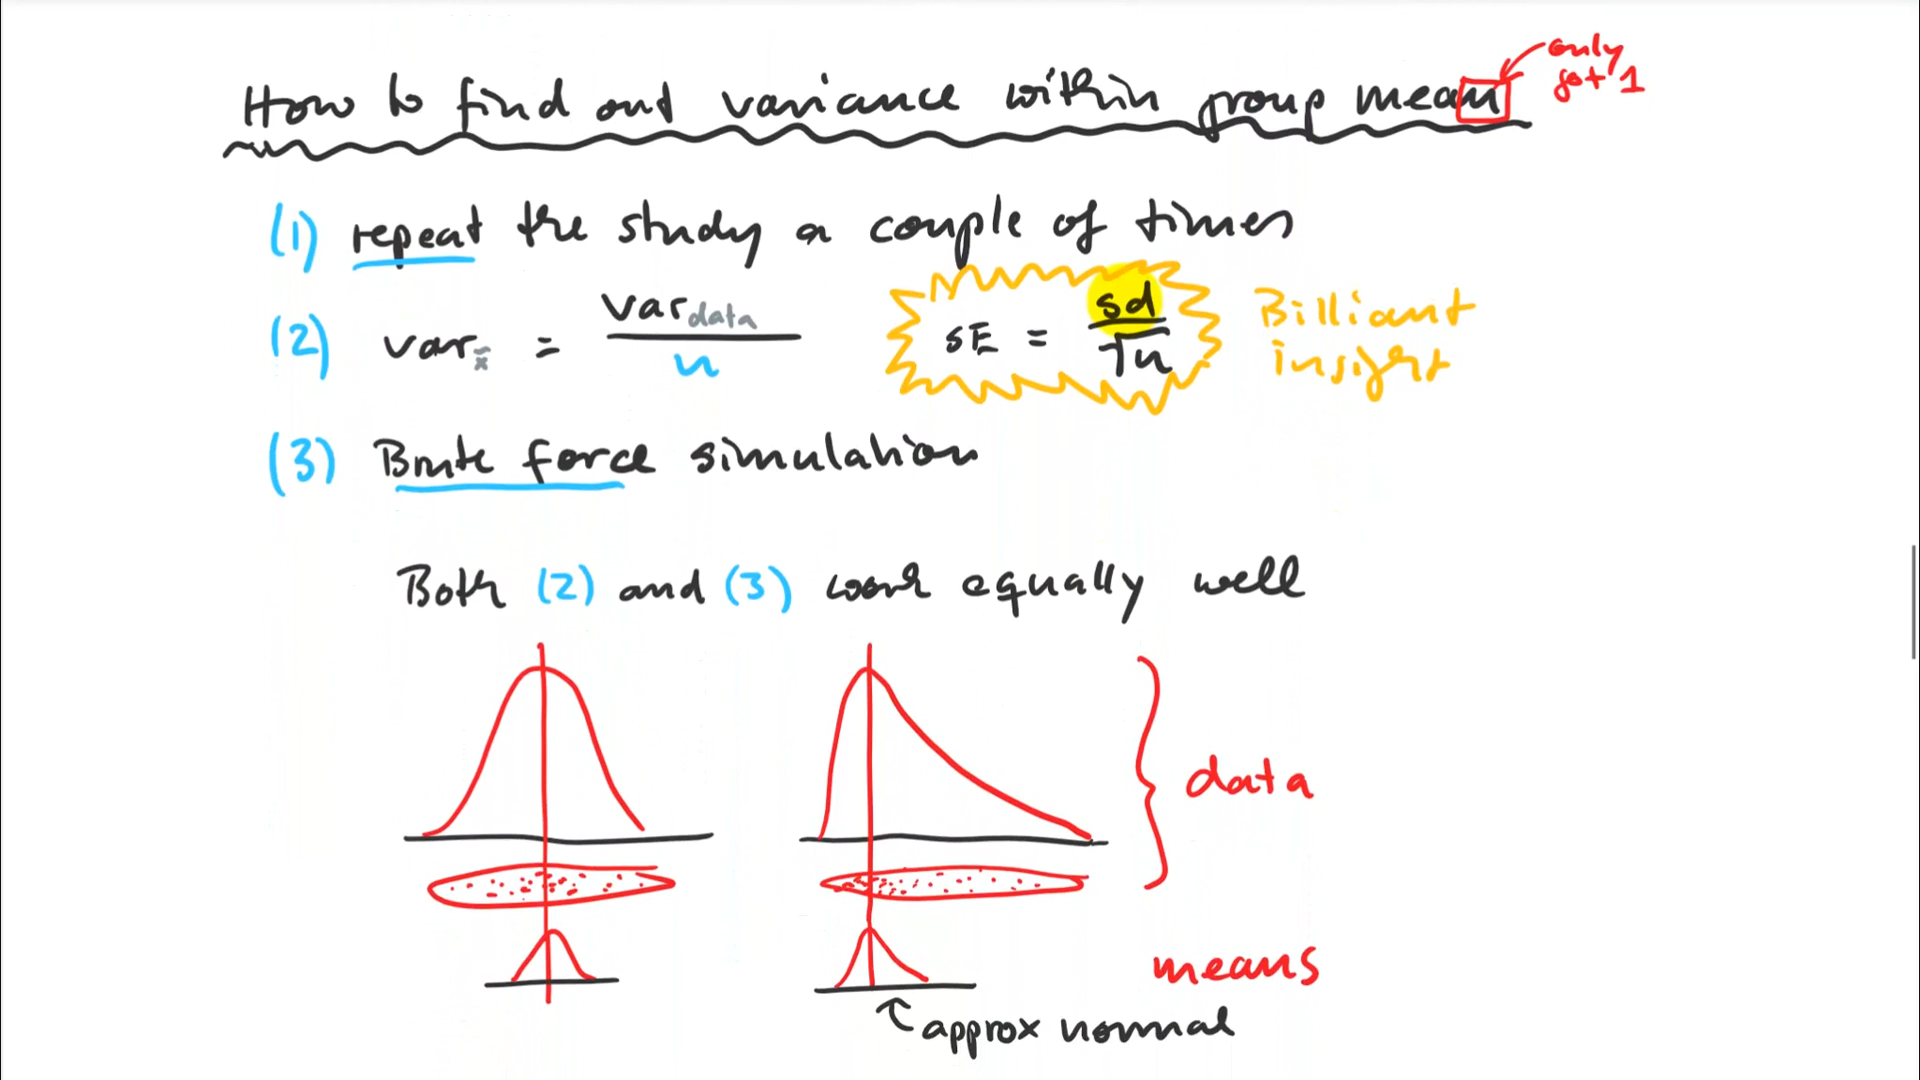 How to find out variance within group mean
only
got 1
(1) repeat the study a couple of times
(2) var x̄ = var data / n
SE = sd / √n
Billiant
insight
(3) Brute force simulation
Both (2) and (3) work equally well
data
means
approx normal